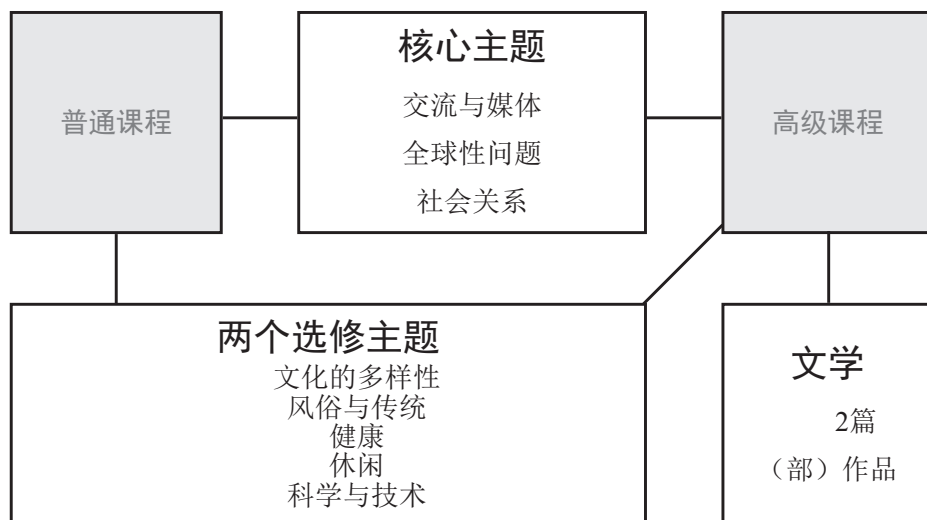 普通课程
核心主题
交流与媒体
全球性问题
社会关系
高级课程
两个选修主题
文化的多样性
风俗与传统
健康
休闲
科学与技术
文学
2篇
（部）作品